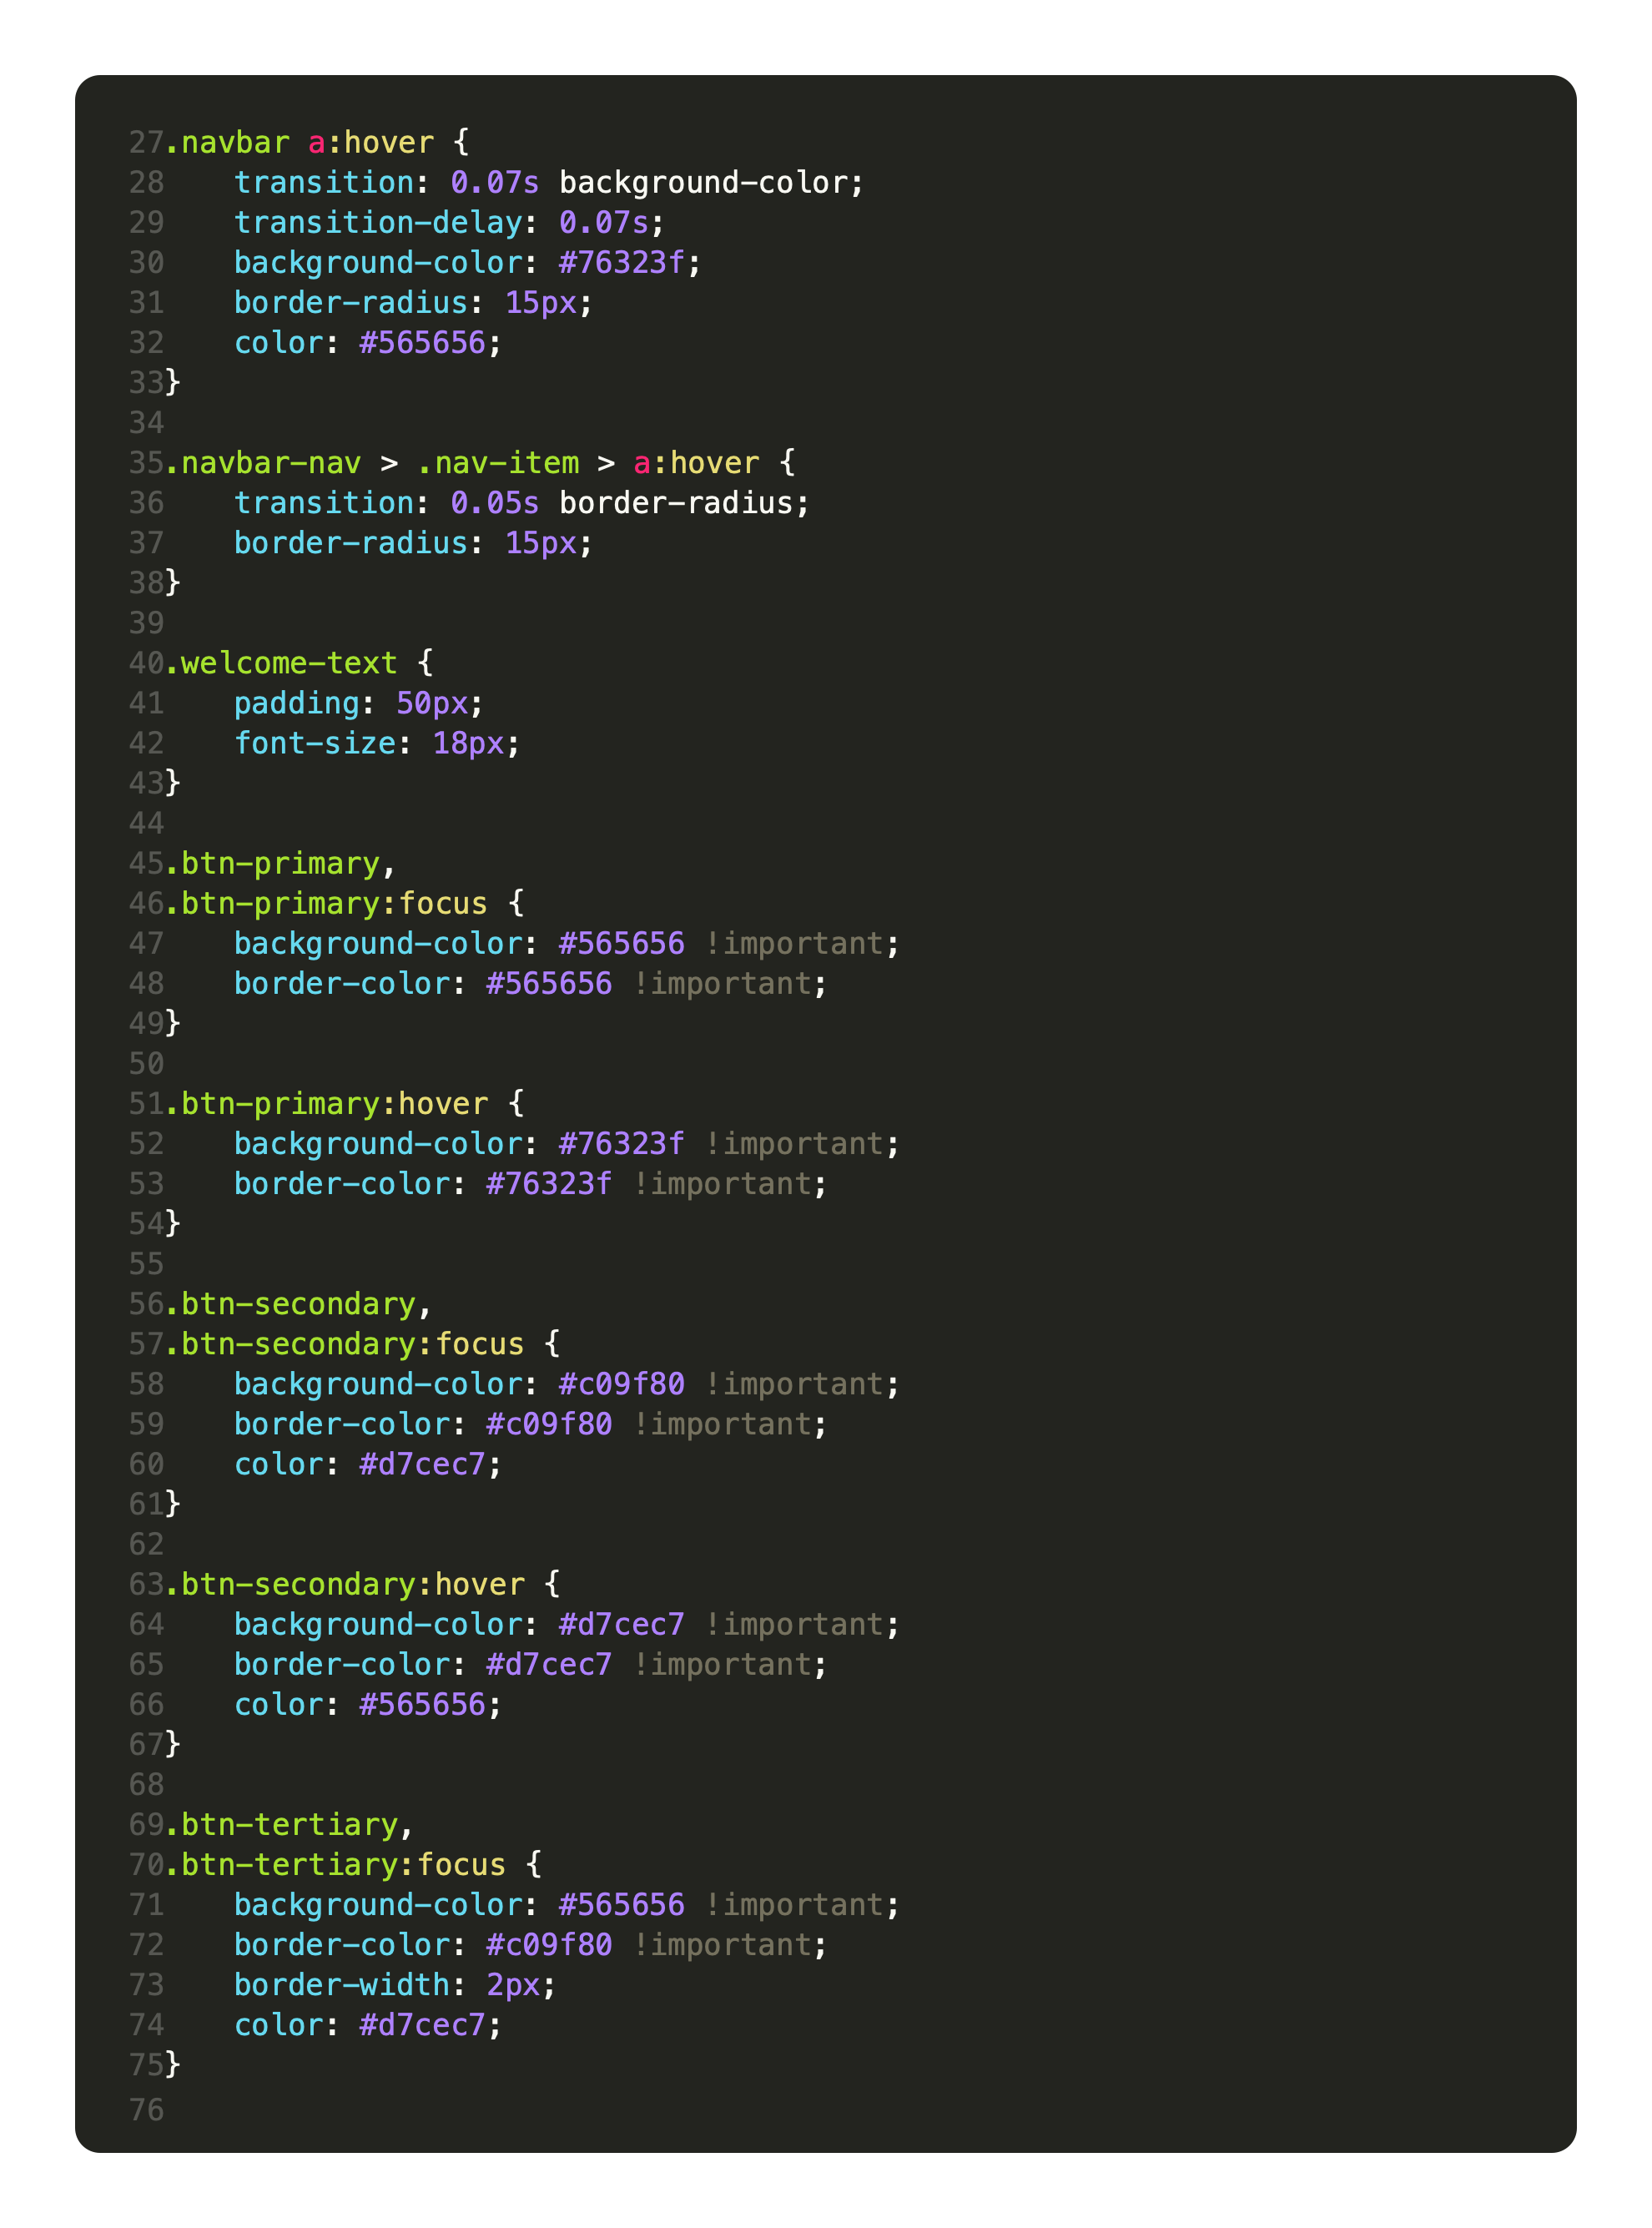 27.navbar a:hover {
28    transition: 0.07s background-color;
29    transition-delay: 0.07s;
30    background-color: #76323f;
31    border-radius: 15px;
32    color: #565656;
33}
34
35.navbar-nav > .nav-item > a:hover {
36    transition: 0.05s border-radius;
37    border-radius: 15px;
38}
39
40.welcome-text {
41    padding: 50px;
42    font-size: 18px;
43}
44
45.btn-primary,
46.btn-primary:focus {
47    background-color: #565656 !important;
48    border-color: #565656 !important;
49}
50
51.btn-primary:hover {
52    background-color: #76323f !important;
53    border-color: #76323f !important;
54}
55
56.btn-secondary,
57.btn-secondary:focus {
58    background-color: #c09f80 !important;
59    border-color: #c09f80 !important;
60    color: #d7cec7;
61}
62
63.btn-secondary:hover {
64    background-color: #d7cec7 !important;
65    border-color: #d7cec7 !important;
66    color: #565656;
67}
68
69.btn-tertiary,
70.btn-tertiary:focus {
71    background-color: #565656 !important;
72    border-color: #c09f80 !important;
73    border-width: 2px;
74    color: #d7cec7;
75}
76